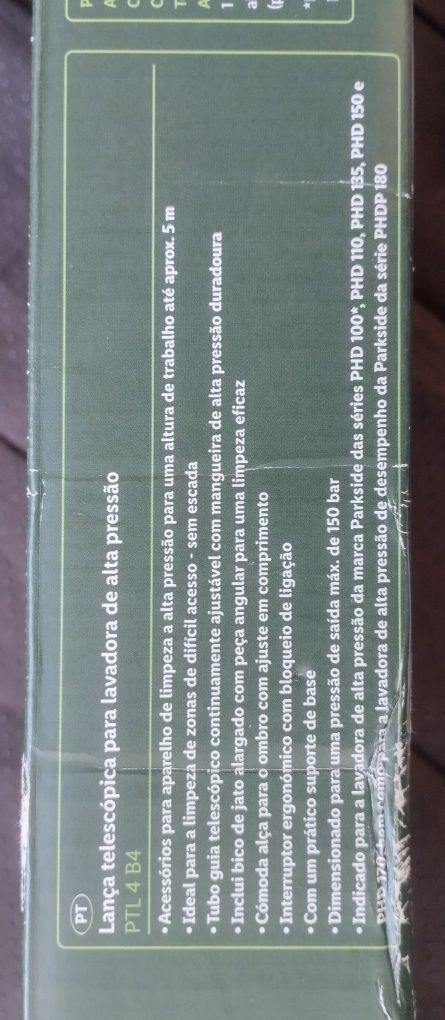 PT
Lança telescópica para lavadora de alta pressão
PTL 4 B4
• Acessórios para aparelho de limpeza a alta pressão para uma altura de trabalho até aprox. 5 m
• Ideal para a limpeza de zonas de difícil acesso - sem escada
• Tubo guia telescópico continuamente ajustável com mangueira de alta pressão duradoura
• Inclui bico de jato alargado com peça angular para uma limpeza eficaz
• Cómoda alça para o ombro com ajuste em comprimento
• Interruptor ergonómico com bloqueio de ligação
• Com um prático suporte de base
• Dimensionado para uma pressão de saída máx. de 150 bar
• Indicado para a lavadora de alta pressão da marca Parkside das séries PHD 100*, PHD 110, PHD 135, PHD 150 e
PHD 170, como para a lavadora de alta pressão de desempenho da Parkside da série PHDP 180